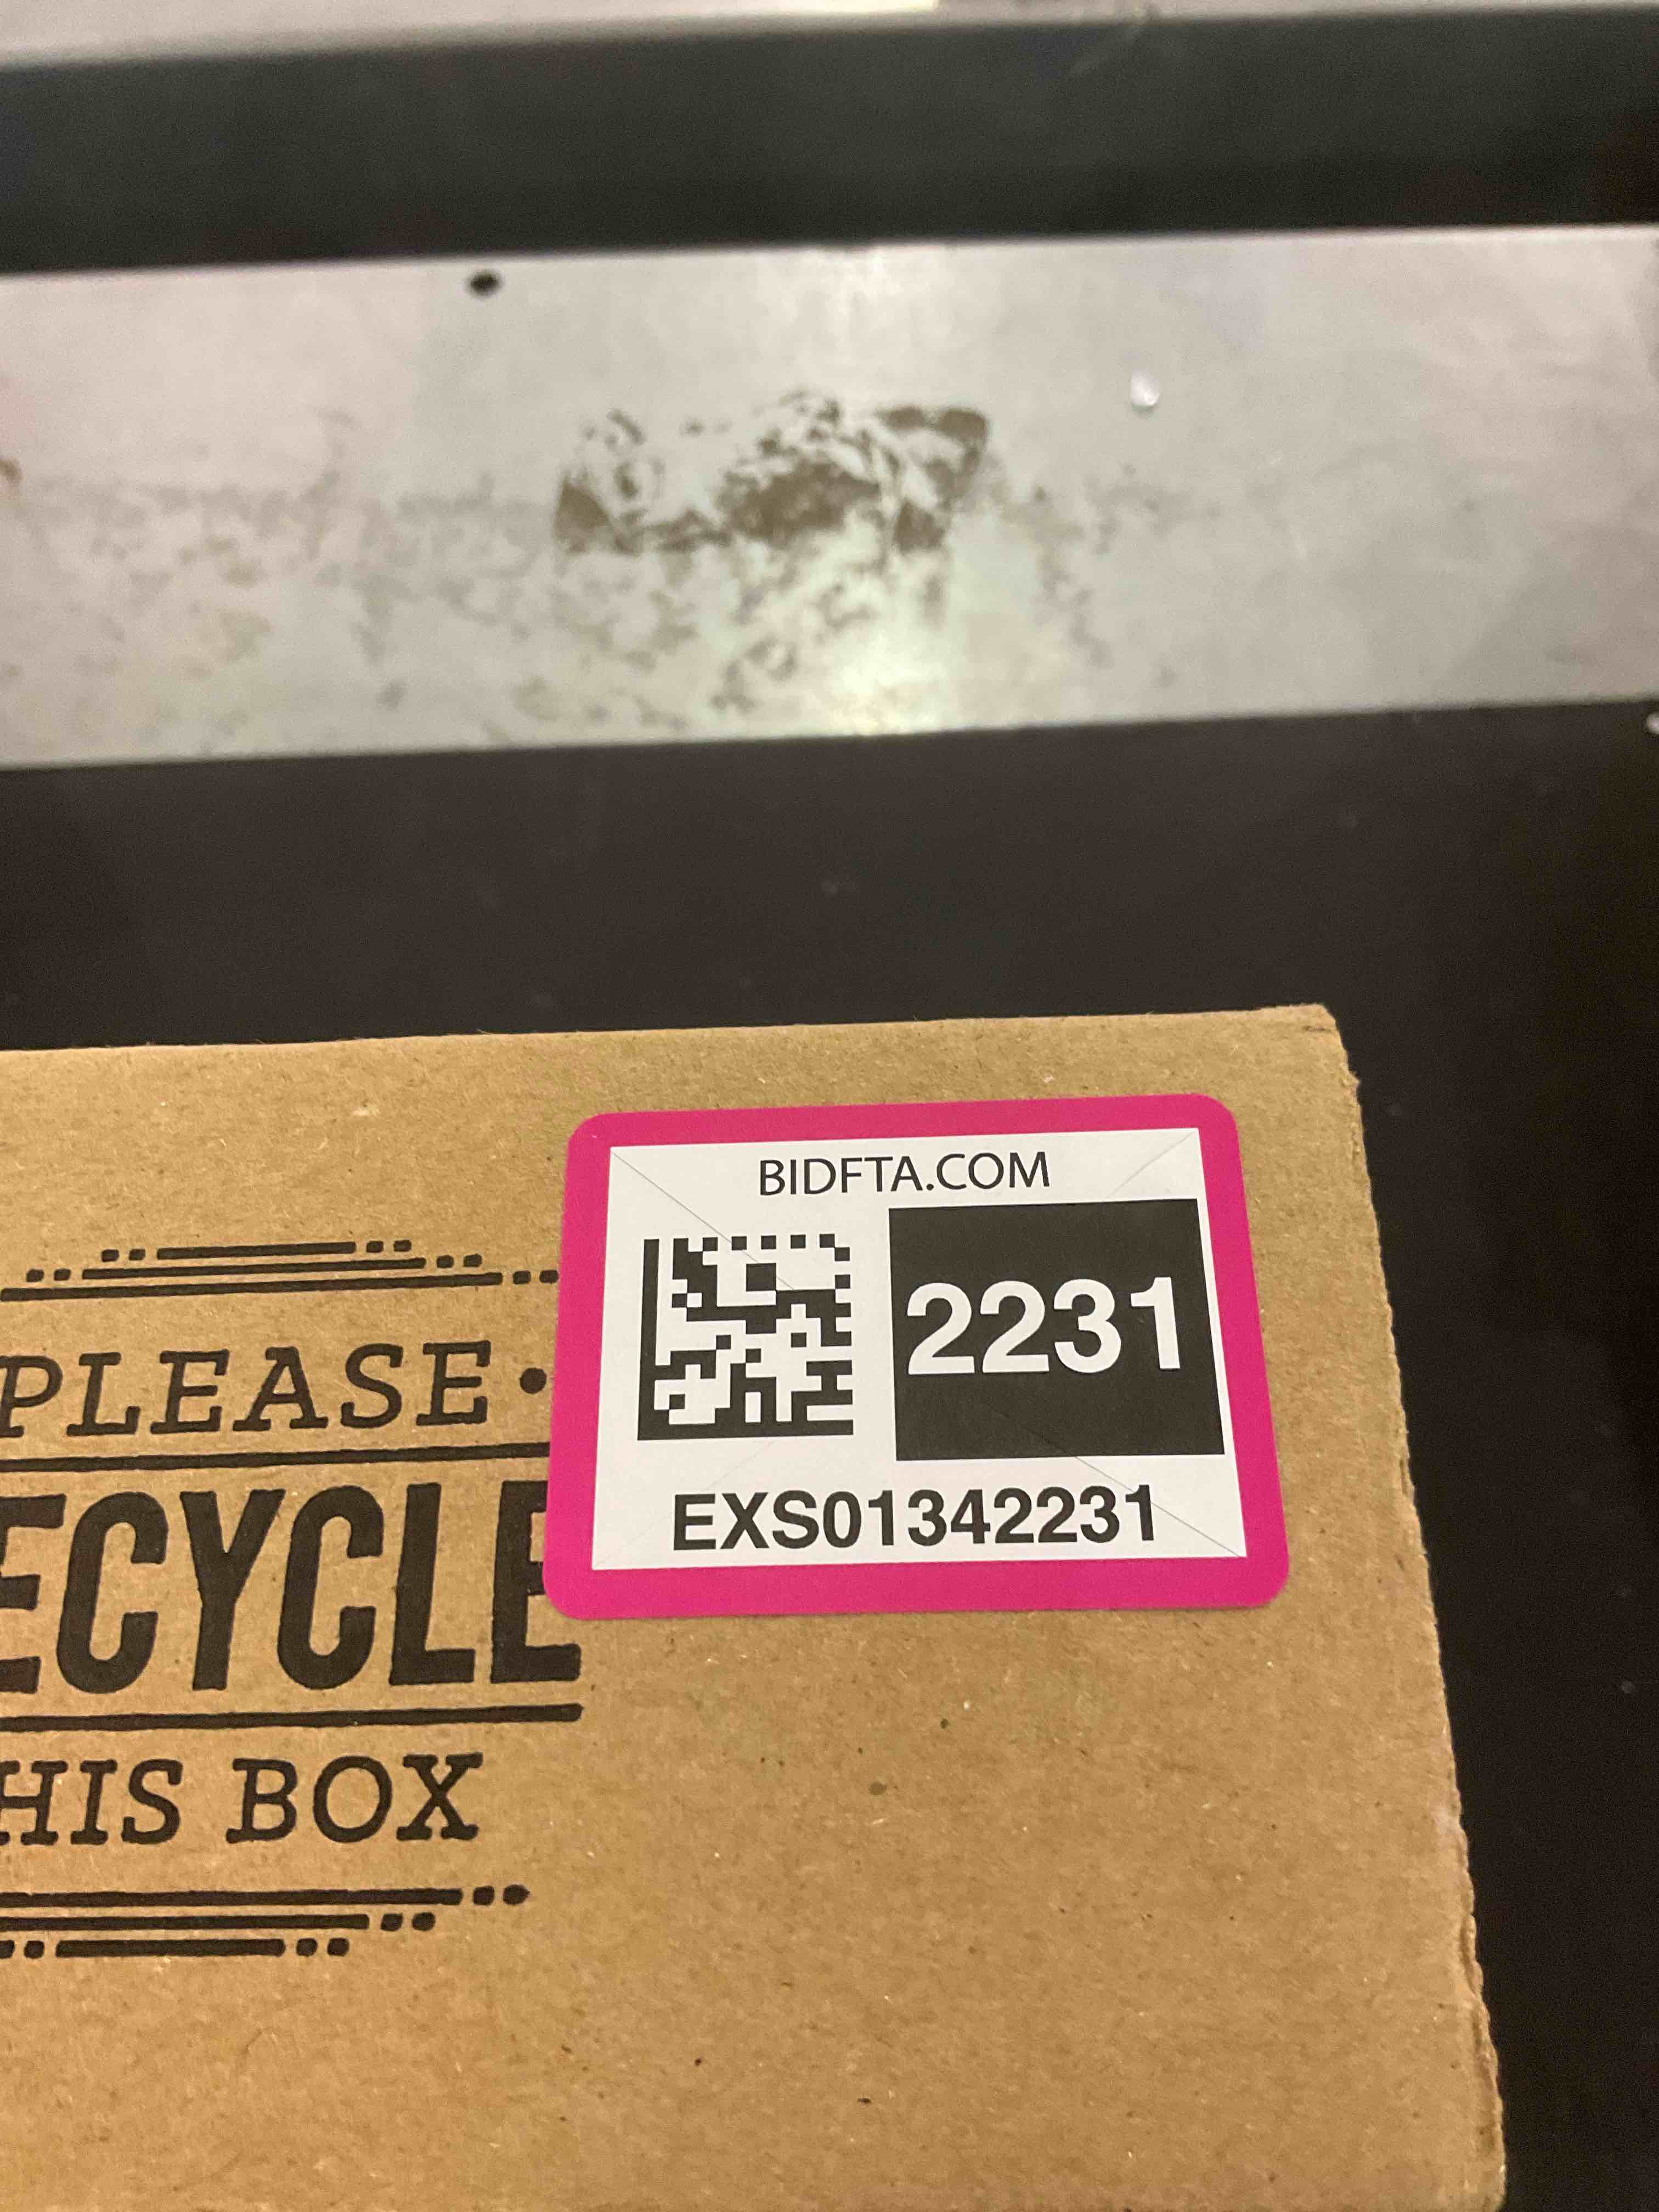 BIDFTA.COM
2231
EXS01342231
PLEASE•
ECYCLE
HIS BOX